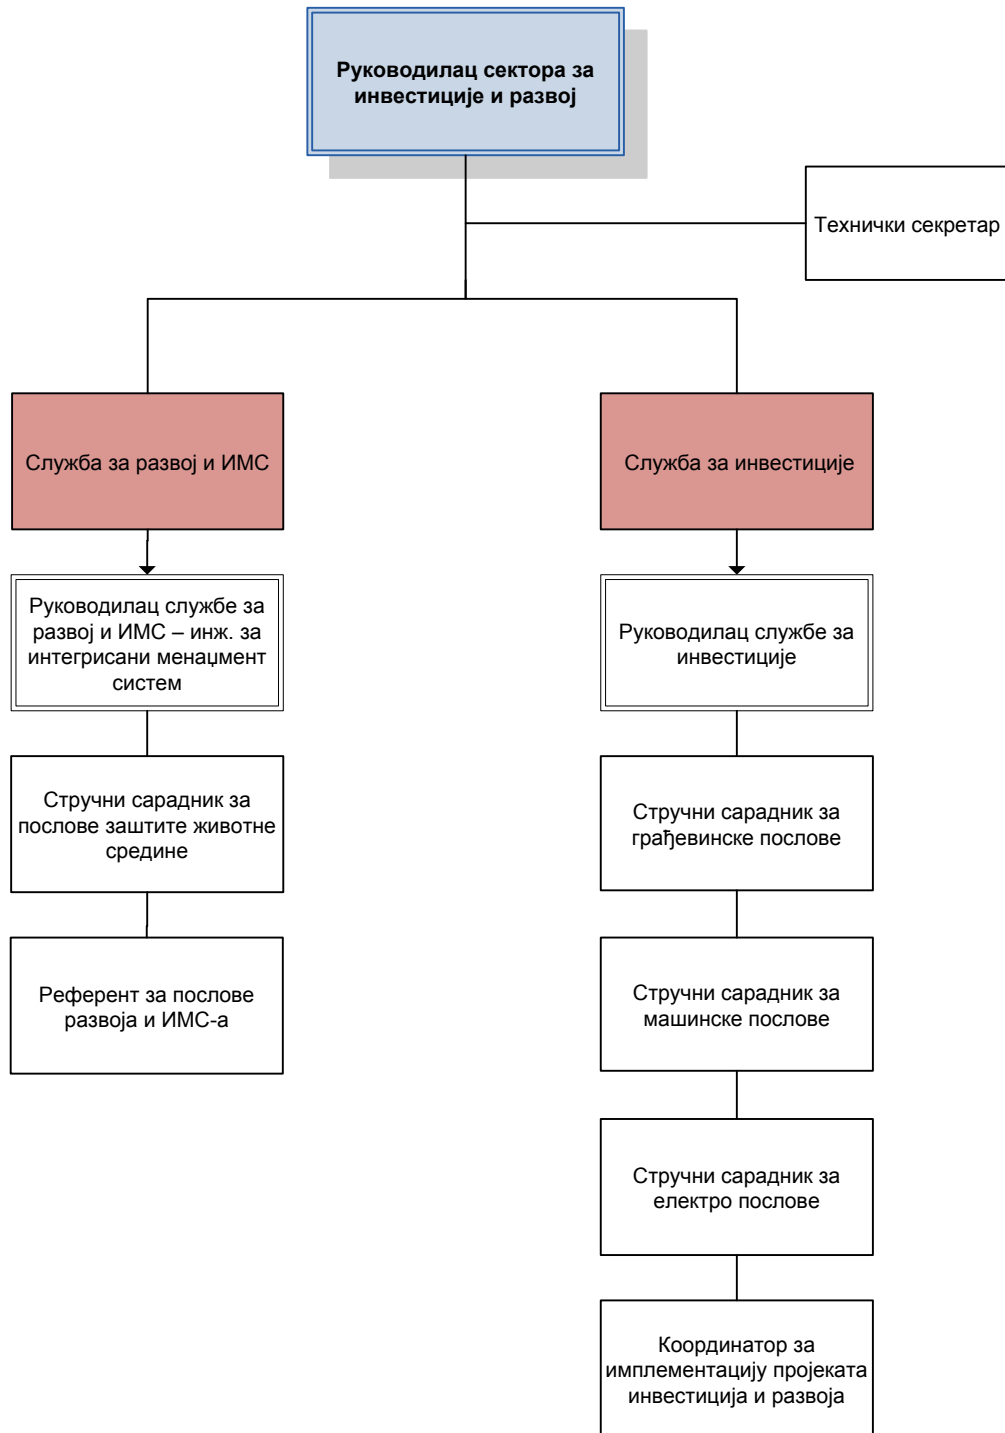 Руководилац сектора за
инвестиције и развој
Технички секретар
Служба за развој и ИМС
Служба за инвестиције
Руководилац службе за
развој и ИМС – инж. за
интегрисани менаџмент
систем
Руководилац службе за
инвестиције
Стручни сарадник за
послове заштите животне
средине
Стручни сарадник за
грађевинске послове
Референт за послове
развоја и ИМС-а
Стручни сарадник за
машинске послове
Стручни сарадник за
електро послове
Координатор за
имплементацију пројеката
инвестиција и развоја